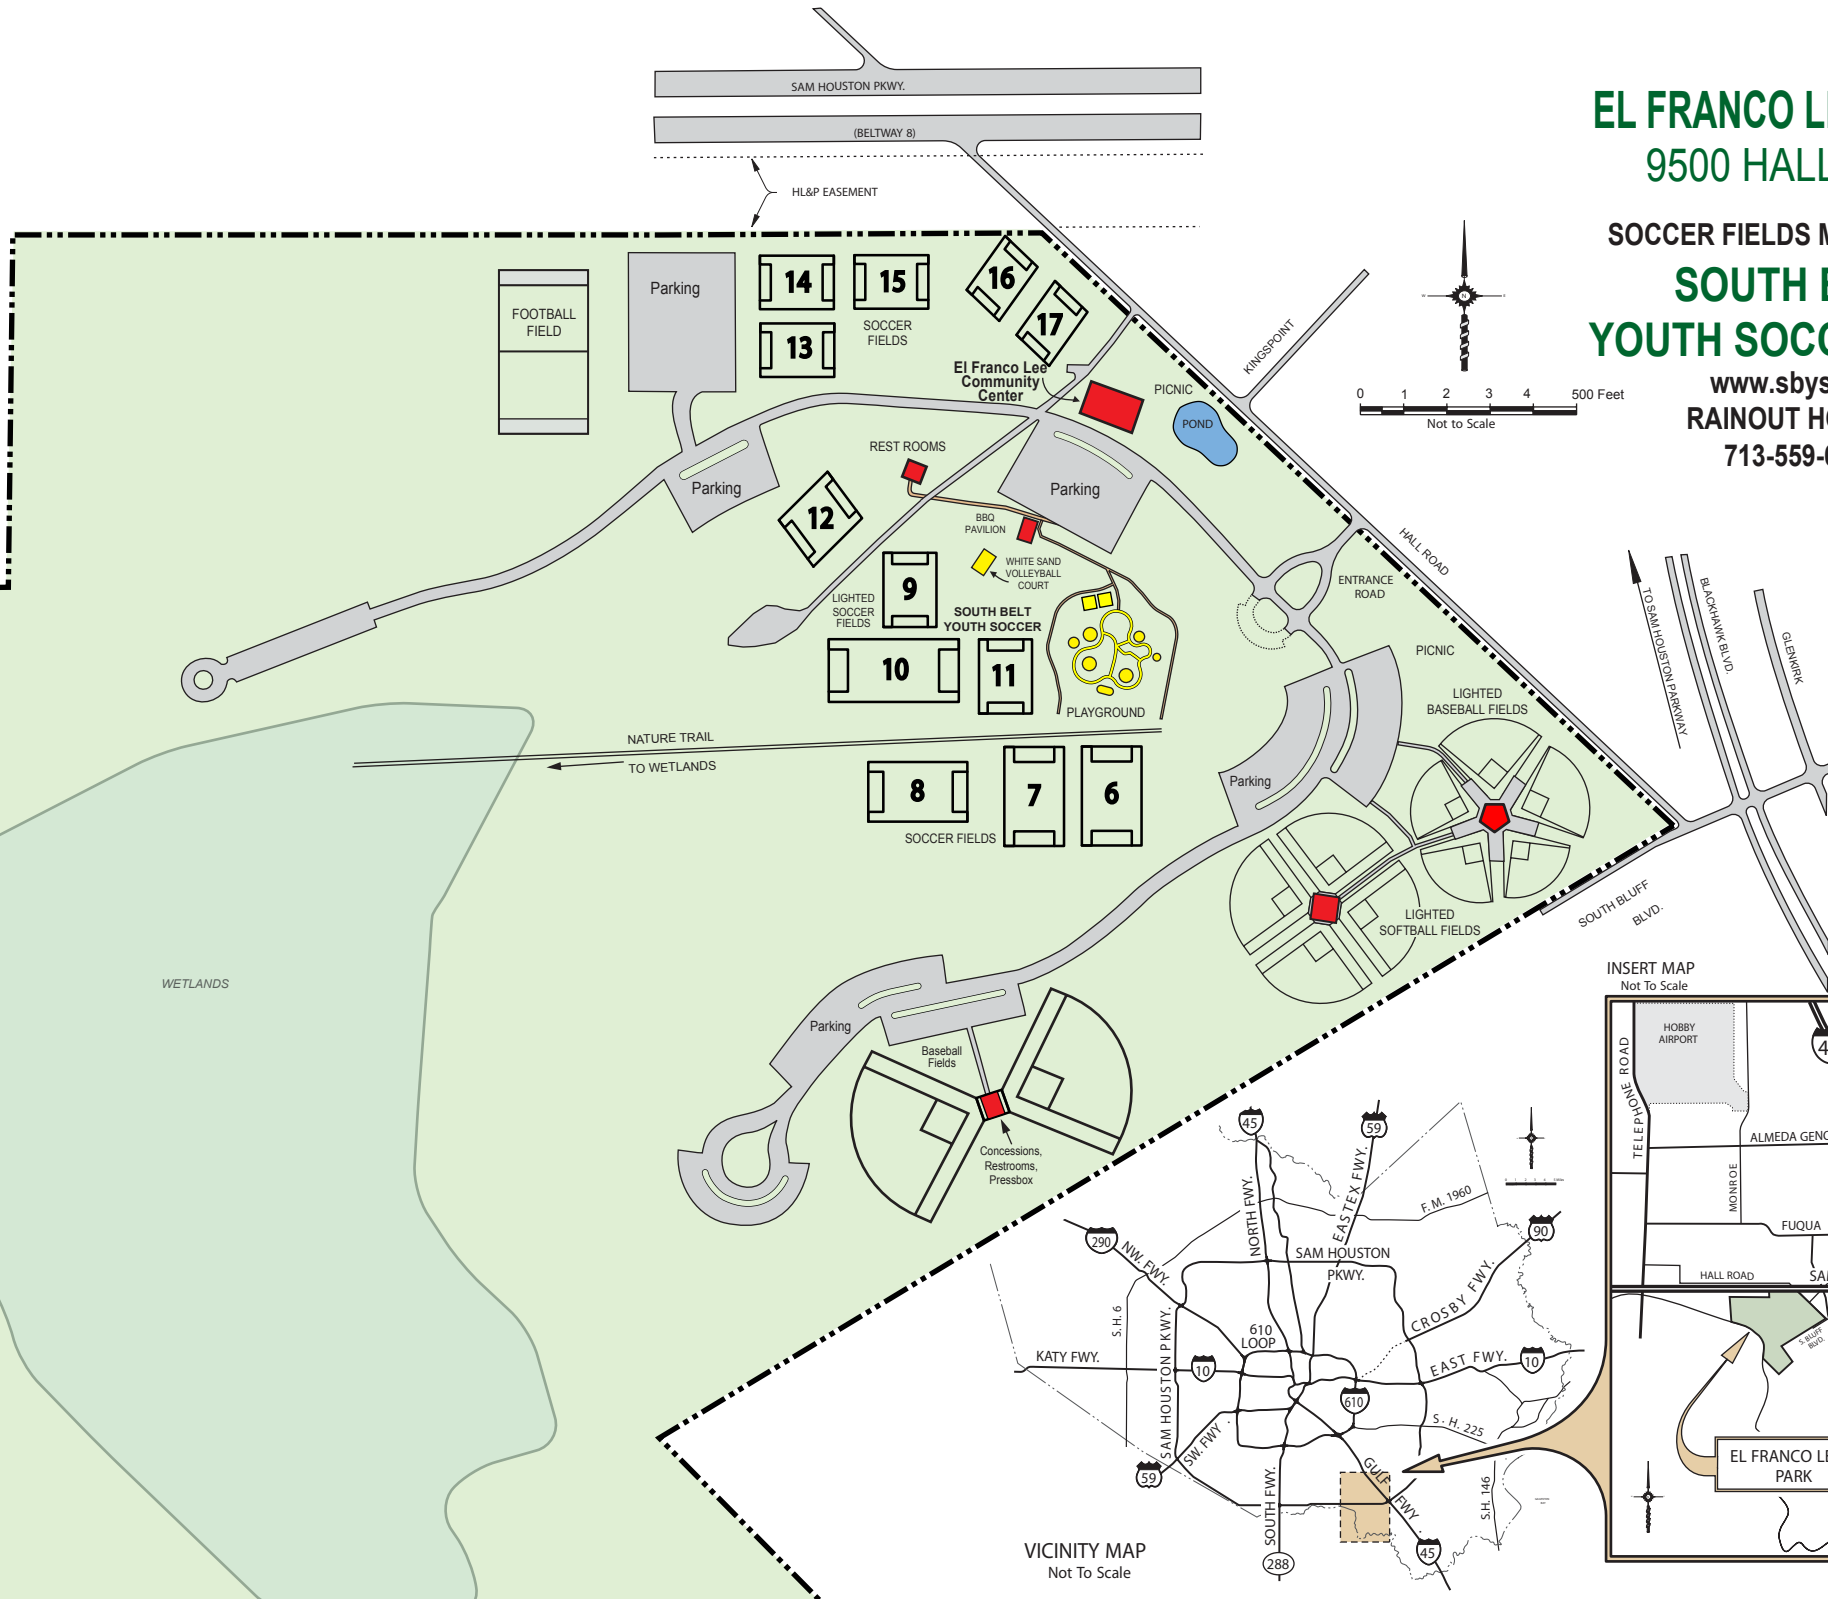 SAM HOUSTON PKWY.
(BELTWAY 8)
HL&P EASEMENT
EL FRANCO L
9500 HALL
SOCCER FIELDS M
SOUTH B
YOUTH SOCC
www.sbys
RAINOUT HO
713-559-
W
N
E
0 1 2 3 4 500 Feet
Not to Scale
KINGSPOINT
FOOTBALL
FIELD
Parking
14
15
13
SOCCER
FIELDS
16
17
El Franco Lee
Community
Center
PICNIC
POND
REST ROOMS
Parking
Parking
12
BBQ
PAVILION
WHITE SAND
VOLLEYBALL
COURT
9
LIGHTED
SOCCER
FIELDS
SOUTH BELT
YOUTH SOCCER
10
11
PLAYGROUND
HALL ROAD
ENTRANCE
ROAD
PICNIC
LIGHTED
BASEBALL FIELDS
TO SAM HOUSTON PARKWAY
BLACKHAWK BLVD.
GLENKIRK
NATURE TRAIL
TO WETLANDS
8
7
6
SOCCER FIELDS
Parking
LIGHTED
SOFTBALL FIELDS
SOUTH BLUFF
BLVD.
WETLANDS
Parking
Baseball
Fields
Concessions,
Restrooms,
Pressbox
INSERT MAP
Not To Scale
HOBBY
AIRPORT
TELEPHONE ROAD
ALMEDA GENO
MONROE
FUQUA
HALL ROAD
SA
S. BLUFF
BLVD.
EL FRANCO LE
PARK
45
59
NORTH FWY.
EASTEX FWY.
F. M. 1960
290
NW. FWY.
90
SAM HOUSTON
PKWY.
CROSBY FWY.
S.H. 6
SAM HOUSTON PKWY.
610
LOOP
KATY FWY.
10
EAST FWY.
10
610
S. H. 225
SW. FWY.
59
GULF FWY.
S.H. 146
SOUTH FWY.
288
45
VICINITY MAP
Not To Scale